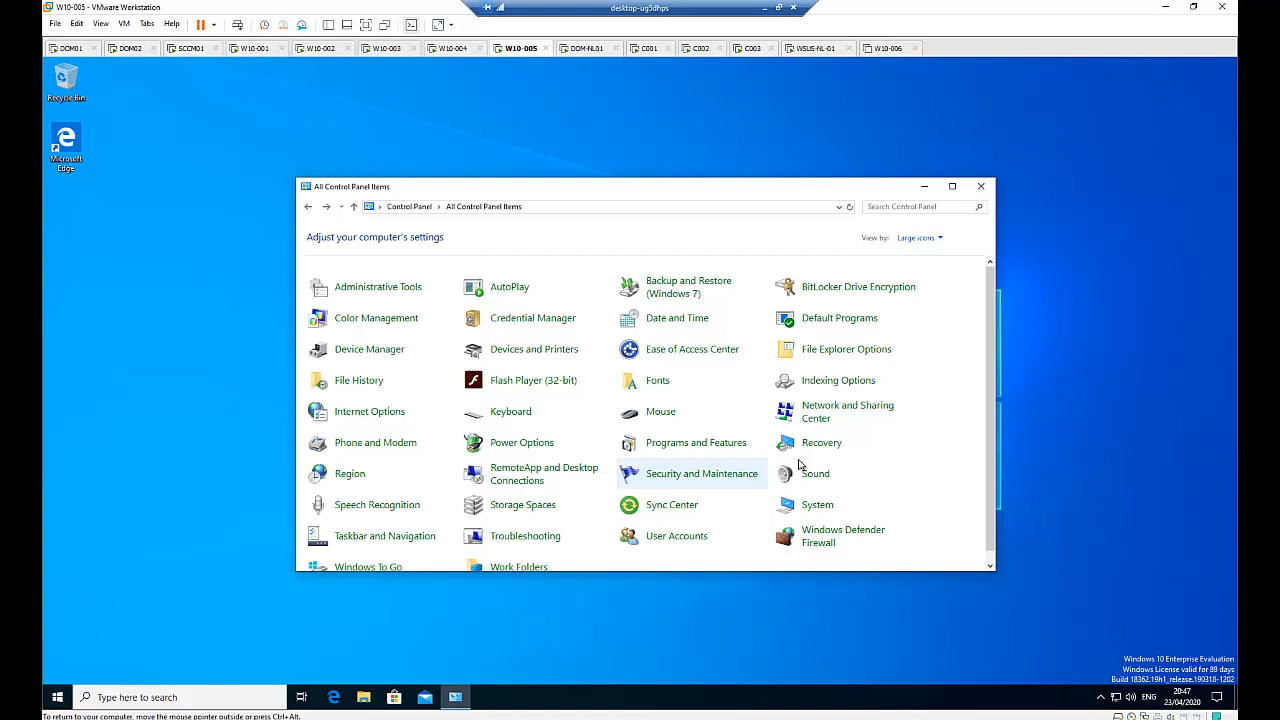 W10-005 - VMware Workstation
desktop-ug5dhps
File Edit View VM Tabs Help
DOM01 DOM02 SCCM01 W10-001 W10-002 W10-003 W10-004 W10-005 DOM-NL01 C001 C002 C003 WSUS-NL-01 W10-006
Recycle Bin
Microsoft
Edge
All Control Panel Items
Control Panel > All Control Panel Items
Search Control Panel
Adjust your computer's settings
View by: Large icons
Administrative Tools
AutoPlay
Backup and Restore
(Windows 7)
BitLocker Drive Encryption
Color Management
Credential Manager
Date and Time
Default Programs
Device Manager
Devices and Printers
Ease of Access Center
File Explorer Options
File History
Flash Player (32-bit)
Fonts
Indexing Options
Internet Options
Keyboard
Mouse
Network and Sharing
Center
Phone and Modem
Power Options
Programs and Features
Recovery
Region
RemoteApp and Desktop
Connections
Security and Maintenance
Sound
Speech Recognition
Storage Spaces
Sync Center
System
Taskbar and Navigation
Troubleshooting
User Accounts
Windows Defender
Firewall
Windows To Go
Work Folders
Windows 10 Enterprise Evaluation
Windows License valid for 89 days
Build 18362.19h1_release.190318-1202
Type here to search
ENG
20:47
23/04/2020
To return to your computer, move the mouse pointer outside or press Ctrl+Alt.